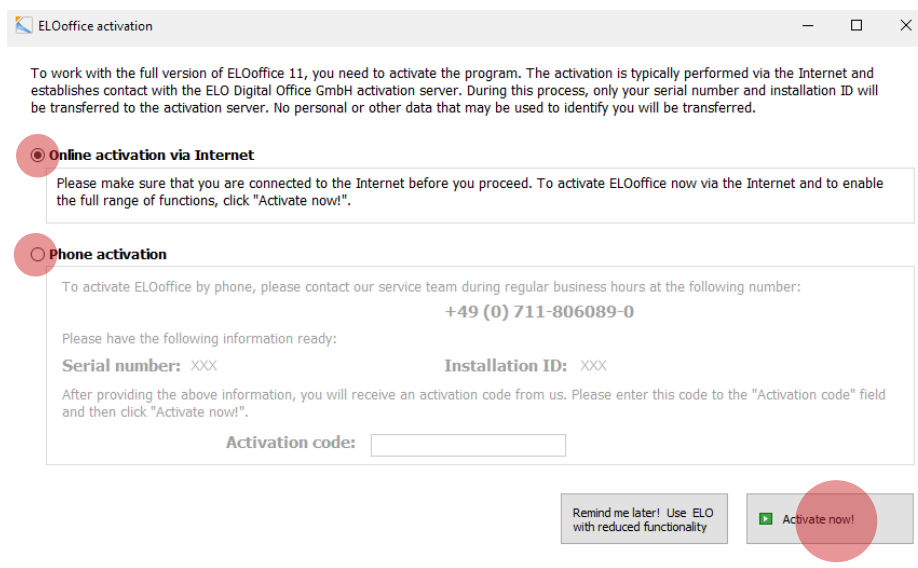 ELOoffice activation
To work with the full version of ELOoffice 11, you need to activate the program. The activation is typically performed via the Internet and
establishes contact with the ELO Digital Office GmbH activation server. During this process, only your serial number and installation ID will
be transferred to the activation server. No personal or other data that may be used to identify you will be transferred.
Online activation via Internet
Please make sure that you are connected to the Internet before you proceed. To activate ELOoffice now via the Internet and to enable
the full range of functions, click "Activate now!".
Phone activation
To activate ELOoffice by phone, please contact our service team during regular business hours at the following number:
+49 (0) 711-806089-0
Please have the following information ready:
Serial number: XXX Installation ID: XXX
After providing the above information, you will receive an activation code from us. Please enter this code to the "Activation code" field
and then click "Activate now!".
Activation code:
Remind me later! Use ELO
with reduced functionality
Activate now!